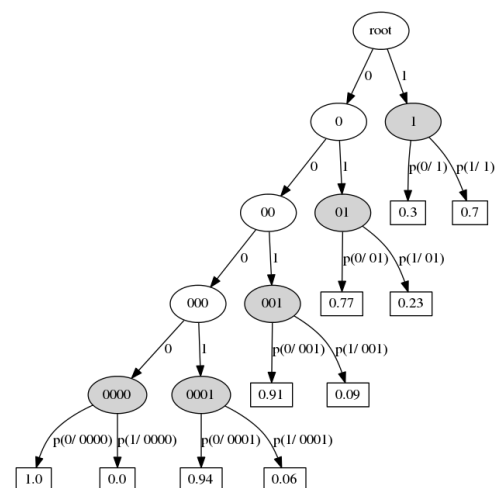 root
0 1
0 1
0 1 p(0/ 1) p(1/ 1)
00 01 0.3 0.7
0 1 p(0/ 01) p(1/ 01)
000 001 0.77 0.23
0 1 p(0/ 001) p(1/ 001)
0000 0001 0.91 0.09
p(0/ 0000) p(1/ 0000) p(0/ 0001) p(1/ 0001)
1.0 0.0 0.94 0.06